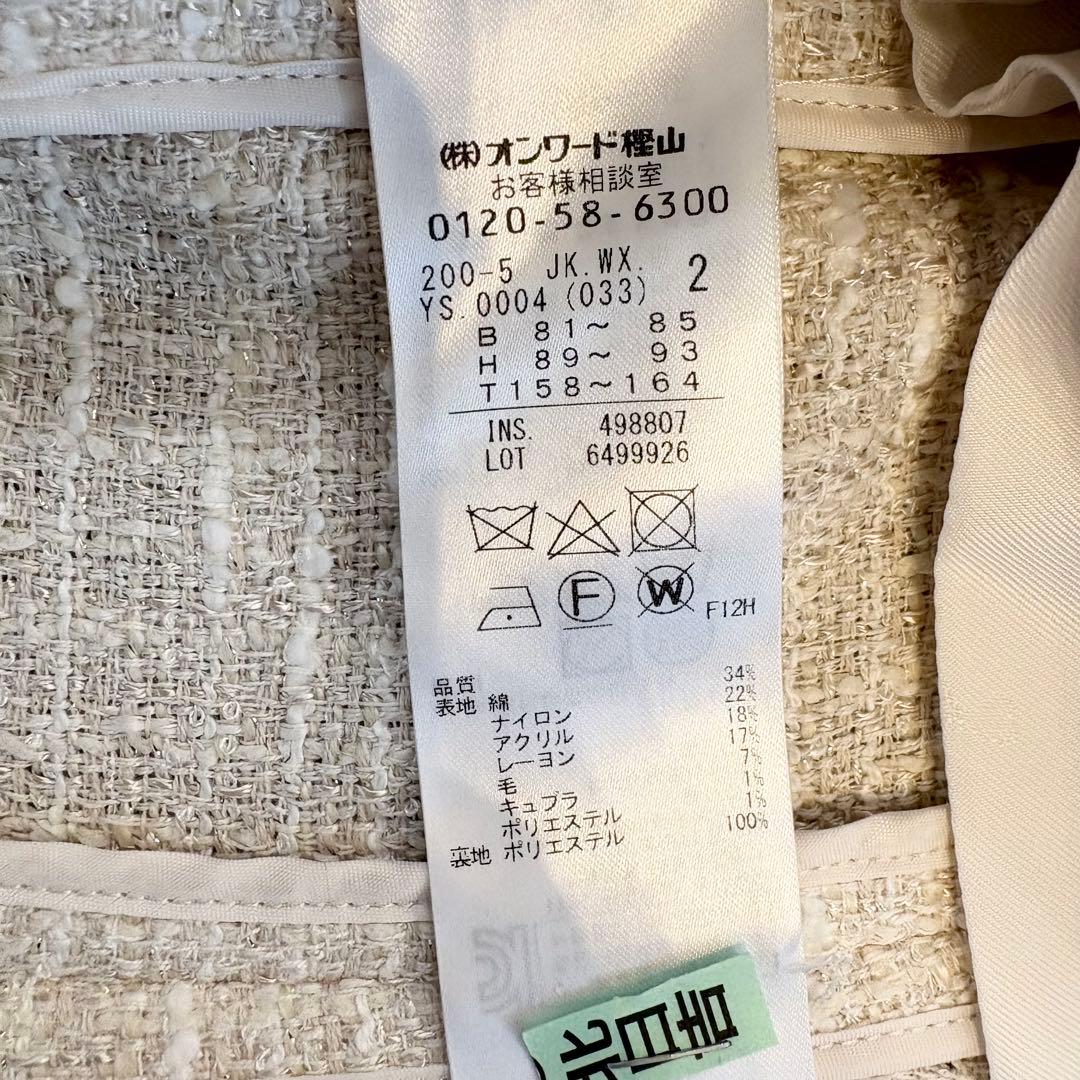 (株)オンワード樫山
お客様相談室
0120-58-6300
200-5 JK.WX. 2
YS.0004 (033)
B 81～ 85
H 89～ 93
T158～164
INS. 498807
LOT 6499926
F
W
F12H
品質
表地 綿 34%
ナイロン 22%
アクリル 18%
レーヨン 17%
毛 7%
キュプラ 1%
ポリエステル 1%
裏地 ポリエステル 100%